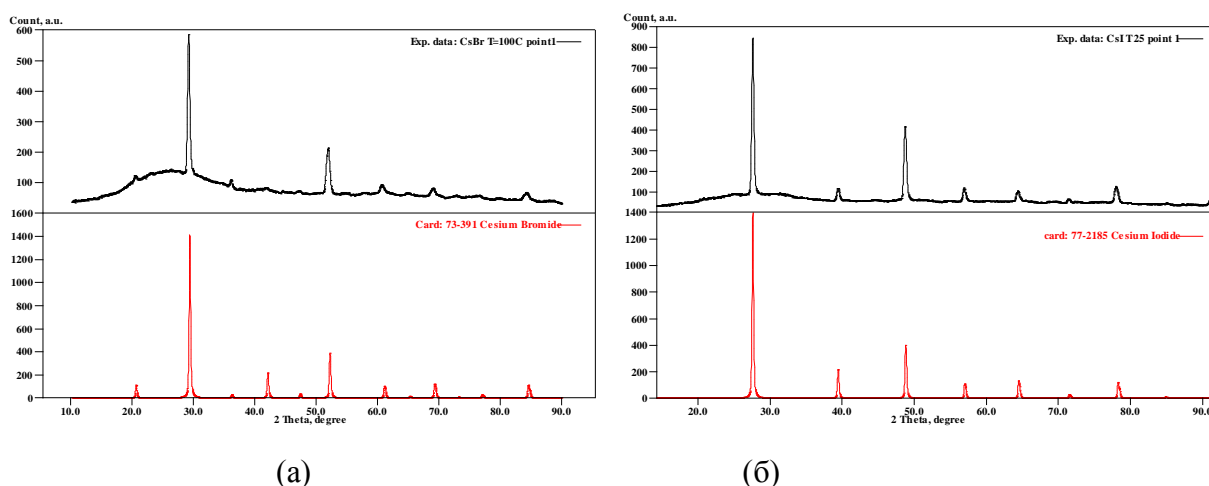 Count, a.u.
600
500
400
300
200
100
Exp. data: CsBr T=100C point1
1600
1400
1200
1000
800
600
400
200
0
Card: 73-391 Cesium Bromide
10.0 20.0 30.0 40.0 50.0 60.0 70.0 80.0 90.0
2 Theta, degree
(а)
Count, a.u.
900
800
700
600
500
400
300
200
100
Exp. data: CsI T25 point 1
1400
1200
1000
800
600
400
200
0
card: 77-2185 Cesium Iodide
20.0 30.0 40.0 50.0 60.0 70.0 80.0 90.0
2 Theta, degree
(б)